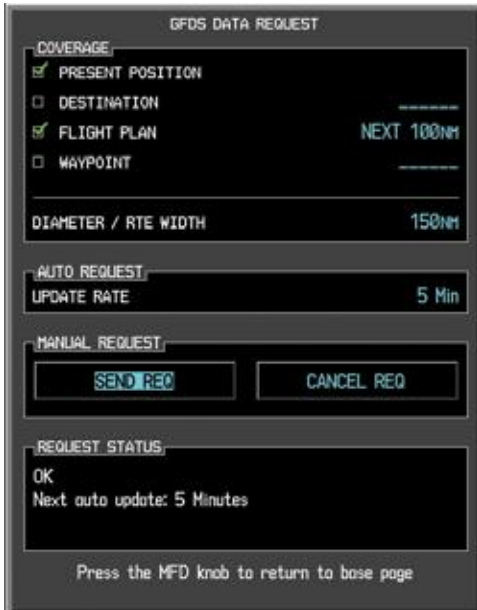 GFDS DATA REQUEST
COVERAGE
PRESENT POSITION
DESTINATION ______
FLIGHT PLAN NEXT 100NM
WAYPOINT ______
DIAMETER / RTE WIDTH 150NM
AUTO REQUEST
UPDATE RATE 5 Min
MANUAL REQUEST
SEND REQ CANCEL REQ
REQUEST STATUS
OK
Next auto update: 5 Minutes
Press the MFD knob to return to base page